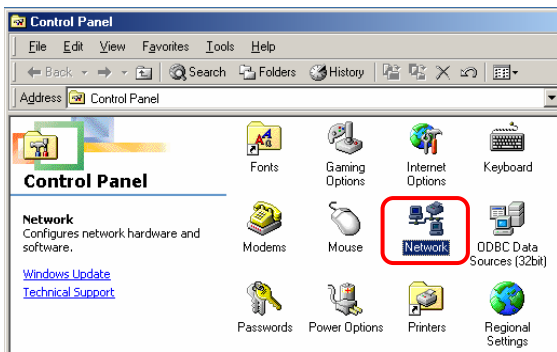 Control Panel
File Edit View Favorites Tools Help
Back Search Folders History
Address Control Panel
Control Panel
Network
Configures network hardware and
software.
Windows Update
Technical Support
Fonts
Gaming
Options
Internet
Options
Keyboard
Modems
Mouse
Network
ODBC Data
Sources (32bit)
Passwords
Power Options
Printers
Regional
Settings